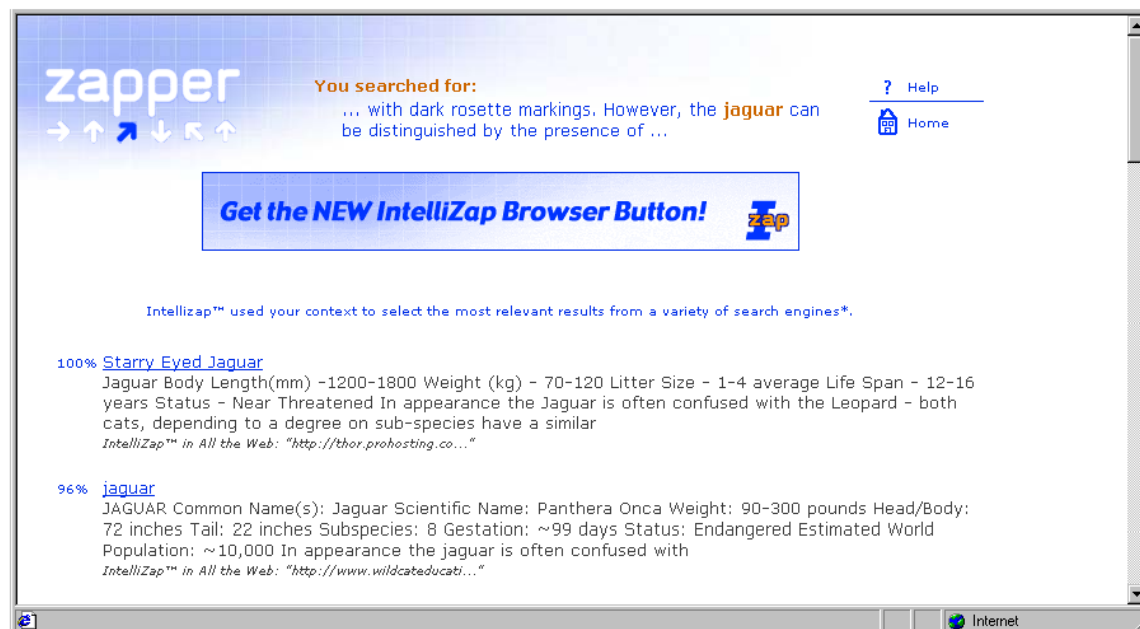 zapper
You searched for:
... with dark rosette markings. However, the jaguar can
be distinguished by the presence of ...
? Help
Home
Get the NEW IntelliZap Browser Button!
I zap
Intellizap™ used your context to select the most relevant results from a variety of search engines*.
100% Starry Eyed Jaguar
Jaguar Body Length(mm) -1200-1800 Weight (kg) - 70-120 Litter Size - 1-4 average Life Span - 12-16
years Status - Near Threatened In appearance the Jaguar is often confused with the Leopard - both
cats, depending to a degree on sub-species have a similar
IntelliZap™ in All the Web: "http://thor.prohosting.co..."
96% jaguar
JAGUAR Common Name(s): Jaguar Scientific Name: Panthera Onca Weight: 90-300 pounds Head/Body:
72 inches Tail: 22 inches Subspecies: 8 Gestation: ~99 days Status: Endangered Estimated World
Population: ~10,000 In appearance the jaguar is often confused with
IntelliZap™ in All the Web: "http://www.wildcateducati..."
Internet